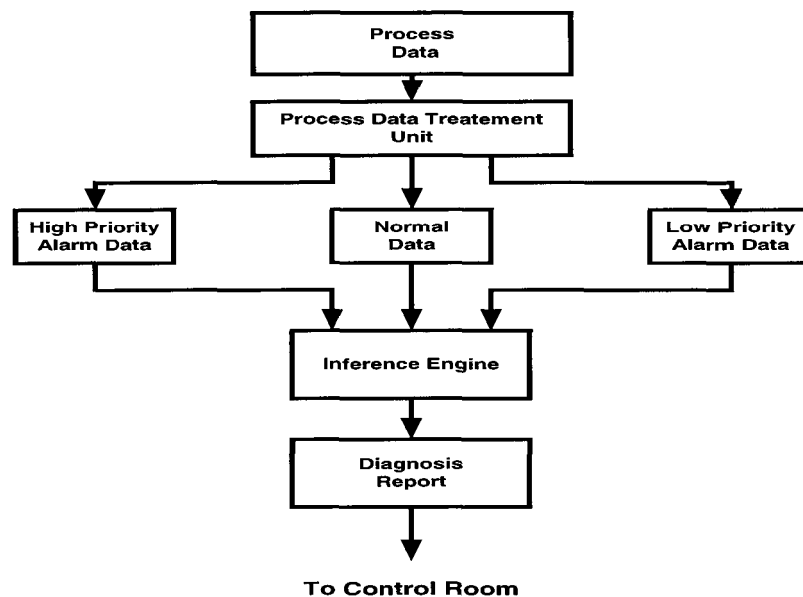 Process
Data
Process Data Treatement
Unit
High Priority
Alarm Data
Normal
Data
Low Priority
Alarm Data
Inference Engine
Diagnosis
Report
To Control Room